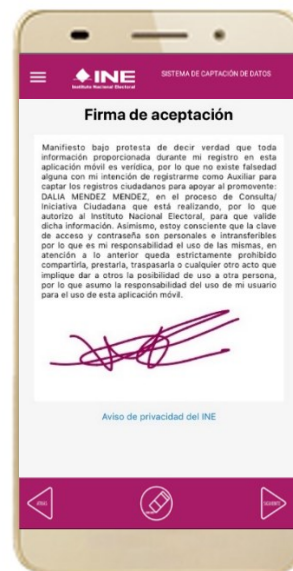 INE
Instituto Nacional Electoral
SISTEMA DE CAPTACIÓN DE DATOS
Firma de aceptación
Manifiesto bajo protesta de decir verdad que toda
información proporcionada durante mi registro en esta
aplicación móvil es verídica, por lo que no existe falsedad
alguna con mi intención de registrarme como Auxiliar para
captar los registros ciudadanos para apoyar al promovente:
DALIA MENDEZ MENDEZ, en el proceso de Consulta/
Iniciativa Ciudadana que está realizando, por lo que
autorizo al Instituto Nacional Electoral, para que valide
dicha información. Asimismo, estoy consciente que la clave
de acceso y contraseña son personales e intransferibles
por lo que es mi responsabilidad el uso de las mismas, en
atención a lo anterior queda estrictamente prohibido
compartirla, prestarla, traspasarla o cualquier otro acto que
implique dar a otros la posibilidad de uso a otra persona,
por lo que asumo la responsabilidad del uso de mi usuario
para el uso de esta aplicación móvil.
Aviso de privacidad del INE
ATRÁS
SIGUIENTE